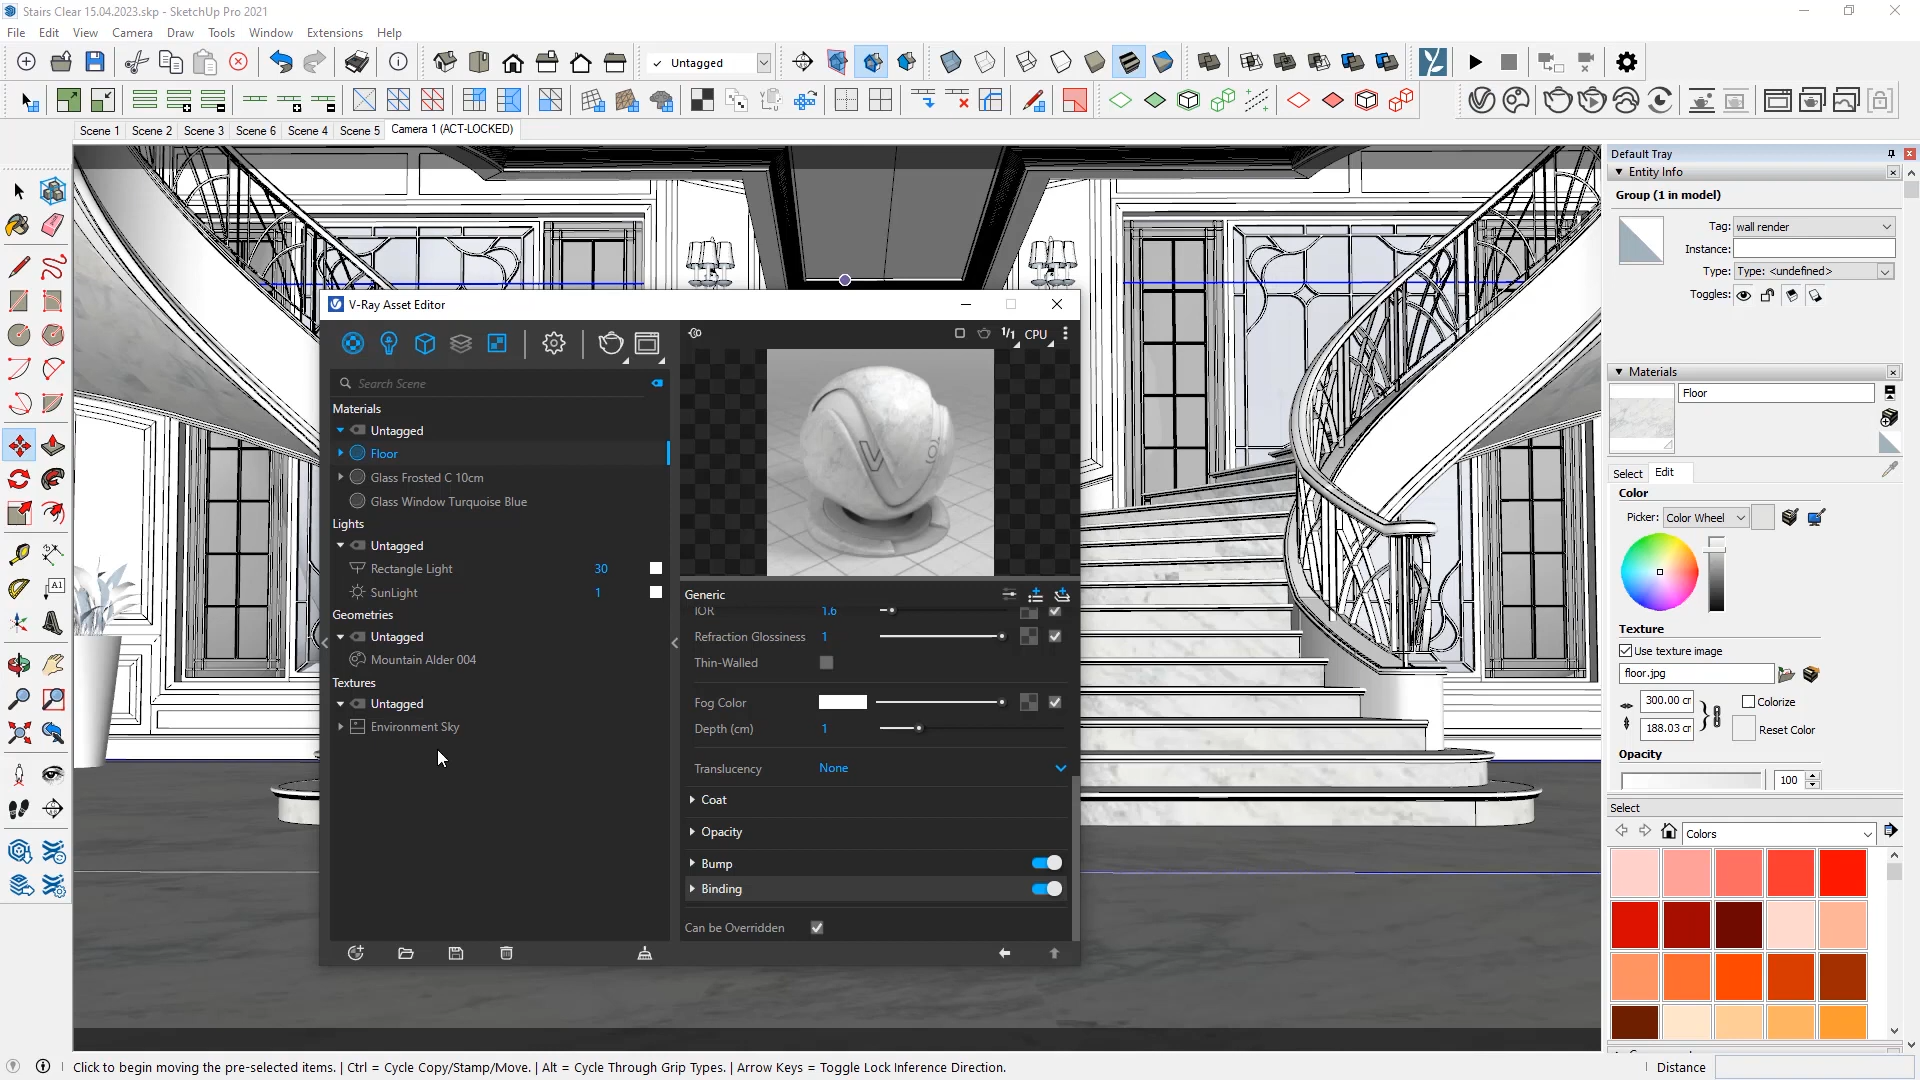 Stairs Clear 15.04.2023.skp - SketchUp Pro 2021
File Edit View Camera Draw Tools Window Extensions Help
Untagged
Scene 1 Scene 2 Scene 3 Scene 6 Scene 4 Scene 5 Camera 1 (ACT-LOCKED)
V-Ray Asset Editor
1/1 CPU
Search Scene
Materials
Untagged
Floor
Glass Frosted C 10cm
Glass Window Turquoise Blue
Lights
Untagged
Rectangle Light 30
SunLight 1
Geometries
Untagged
Mountain Alder 004
Textures
Untagged
Environment Sky
Generic
IOR 1.6
Refraction Glossiness 1
Thin-Walled
Fog Color
Depth (cm) 1
Translucency None
Coat
Opacity
Bump
Binding
Can be Overridden
Default Tray
Entity Info
Group (1 in model)
Tag: wall render
Instance:
Type: Type: <undefined>
Toggles:
Materials
Floor
Select Edit
Color
Picker: Color Wheel
Texture
Use texture image
floor.jpg
300.00 cr Colorize
188.03 cr Reset Color
Opacity
100
Select
Colors
Click to begin moving the pre-selected items. | Ctrl = Cycle Copy/Stamp/Move. | Alt = Cycle Through Grip Types. | Arrow Keys = Toggle Lock Inference Direction.
Distance